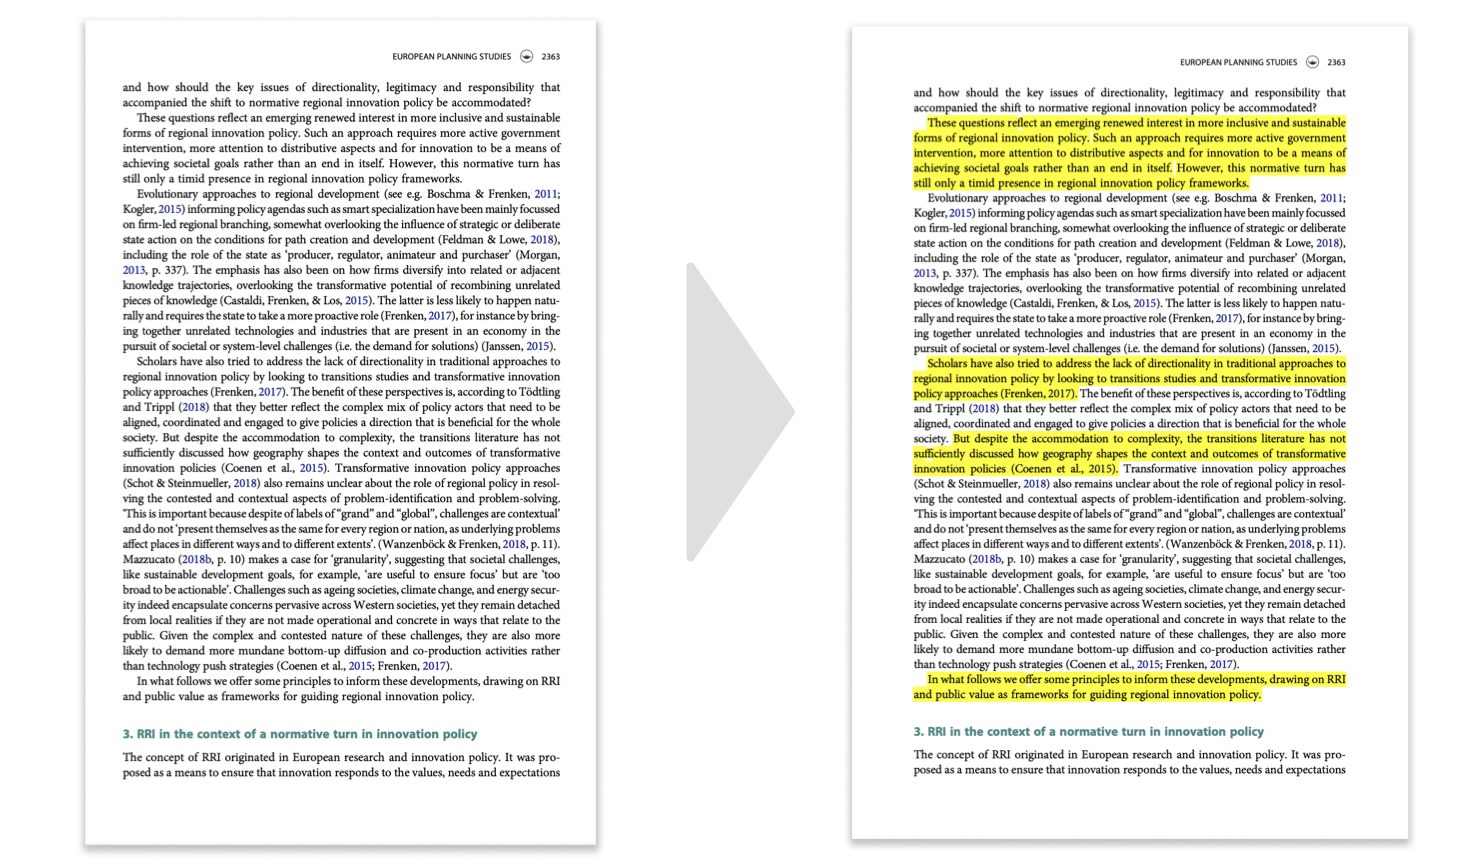 EUROPEAN PLANNING STUDIES 2363
and how should the key issues of directionality, legitimacy and responsibility that
accompanied the shift to normative regional innovation policy be accommodated?
These questions reflect an emerging renewed interest in more inclusive and sustainable
forms of regional innovation policy. Such an approach requires more active government
intervention, more attention to distributive aspects and for innovation to be a means of
achieving societal goals rather than an end in itself. However, this normative turn has
still only a timid presence in regional innovation policy frameworks.
Evolutionary approaches to regional development (see e.g. Boschma & Frenken, 2011;
Kogler, 2015) informing policy agendas such as smart specialization have been mainly focussed
on firm-led regional branching, somewhat overlooking the influence of strategic or deliberate
state action on the conditions for path creation and development (Feldman & Lowe, 2018),
including the role of the state as ‘producer, regulator, animateur and purchaser’ (Morgan,
2013, p. 337). The emphasis has also been on how firms diversify into related or adjacent
knowledge trajectories, overlooking the transformative potential of recombining unrelated
pieces of knowledge (Castaldi, Frenken, & Los, 2015). The latter is less likely to happen natu-
rally and requires the state to take a more proactive role (Frenken, 2017), for instance by bring-
ing together unrelated technologies and industries that are present in an economy in the
pursuit of societal or system-level challenges (i.e. the demand for solutions) (Janssen, 2015).
Scholars have also tried to address the lack of directionality in traditional approaches to
regional innovation policy by looking to transitions studies and transformative innovation
policy approaches (Frenken, 2017). The benefit of these perspectives is, according to Tödtling
and Trippl (2018) that they better reflect the complex mix of policy actors that need to be
aligned, coordinated and engaged to give policies a direction that is beneficial for the whole
society. But despite the accommodation to complexity, the transitions literature has not
sufficiently discussed how geography shapes the context and outcomes of transformative
innovation policies (Coenen et al., 2015). Transformative innovation policy approaches
(Schot & Steinmueller, 2018) also remains unclear about the role of regional policy in resol-
ving the contested and contextual aspects of problem-identification and problem-solving.
‘This is important because despite of labels of “grand” and “global”, challenges are contextual’
and do not ‘present themselves as the same for every region or nation, as underlying problems
affect places in different ways and to different extents’. (Wanzenböck & Frenken, 2018, p. 11).
Mazzucato (2018b, p. 10) makes a case for ‘granularity’, suggesting that societal challenges,
like sustainable development goals, for example, ‘are useful to ensure focus’ but are ‘too
broad to be actionable’. Challenges such as ageing societies, climate change, and energy secur-
ity indeed encapsulate concerns pervasive across Western societies, yet they remain detached
from local realities if they are not made operational and concrete in ways that relate to the
public. Given the complex and contested nature of these challenges, they are also more
likely to demand more mundane bottom-up diffusion and co-production activities rather
than technology push strategies (Coenen et al., 2015; Frenken, 2017).
In what follows we offer some principles to inform these developments, drawing on RRI
and public value as frameworks for guiding regional innovation policy.
3. RRI in the context of a normative turn in innovation policy
The concept of RRI originated in European research and innovation policy. It was pro-
posed as a means to ensure that innovation responds to the values, needs and expectations
EUROPEAN PLANNING STUDIES 2363
and how should the key issues of directionality, legitimacy and responsibility that
accompanied the shift to normative regional innovation policy be accommodated?
These questions reflect an emerging renewed interest in more inclusive and sustainable
forms of regional innovation policy. Such an approach requires more active government
intervention, more attention to distributive aspects and for innovation to be a means of
achieving societal goals rather than an end in itself. However, this normative turn has
still only a timid presence in regional innovation policy frameworks.
Evolutionary approaches to regional development (see e.g. Boschma & Frenken, 2011;
Kogler, 2015) informing policy agendas such as smart specialization have been mainly focussed
on firm-led regional branching, somewhat overlooking the influence of strategic or deliberate
state action on the conditions for path creation and development (Feldman & Lowe, 2018),
including the role of the state as ‘producer, regulator, animateur and purchaser’ (Morgan,
2013, p. 337). The emphasis has also been on how firms diversify into related or adjacent
knowledge trajectories, overlooking the transformative potential of recombining unrelated
pieces of knowledge (Castaldi, Frenken, & Los, 2015). The latter is less likely to happen natu-
rally and requires the state to take a more proactive role (Frenken, 2017), for instance by bring-
ing together unrelated technologies and industries that are present in an economy in the
pursuit of societal or system-level challenges (i.e. the demand for solutions) (Janssen, 2015).
Scholars have also tried to address the lack of directionality in traditional approaches to
regional innovation policy by looking to transitions studies and transformative innovation
policy approaches (Frenken, 2017). The benefit of these perspectives is, according to Tödtling
and Trippl (2018) that they better reflect the complex mix of policy actors that need to be
aligned, coordinated and engaged to give policies a direction that is beneficial for the whole
society. But despite the accommodation to complexity, the transitions literature has not
sufficiently discussed how geography shapes the context and outcomes of transformative
innovation policies (Coenen et al., 2015). Transformative innovation policy approaches
(Schot & Steinmueller, 2018) also remains unclear about the role of regional policy in resol-
ving the contested and contextual aspects of problem-identification and problem-solving.
‘This is important because despite of labels of “grand” and “global”, challenges are contextual’
and do not ‘present themselves as the same for every region or nation, as underlying problems
affect places in different ways and to different extents’. (Wanzenböck & Frenken, 2018, p. 11).
Mazzucato (2018b, p. 10) makes a case for ‘granularity’, suggesting that societal challenges,
like sustainable development goals, for example, ‘are useful to ensure focus’ but are ‘too
broad to be actionable’. Challenges such as ageing societies, climate change, and energy secur-
ity indeed encapsulate concerns pervasive across Western societies, yet they remain detached
from local realities if they are not made operational and concrete in ways that relate to the
public. Given the complex and contested nature of these challenges, they are also more
likely to demand more mundane bottom-up diffusion and co-production activities rather
than technology push strategies (Coenen et al., 2015; Frenken, 2017).
In what follows we offer some principles to inform these developments, drawing on RRI
and public value as frameworks for guiding regional innovation policy.
3. RRI in the context of a normative turn in innovation policy
The concept of RRI originated in European research and innovation policy. It was pro-
posed as a means to ensure that innovation responds to the values, needs and expectations